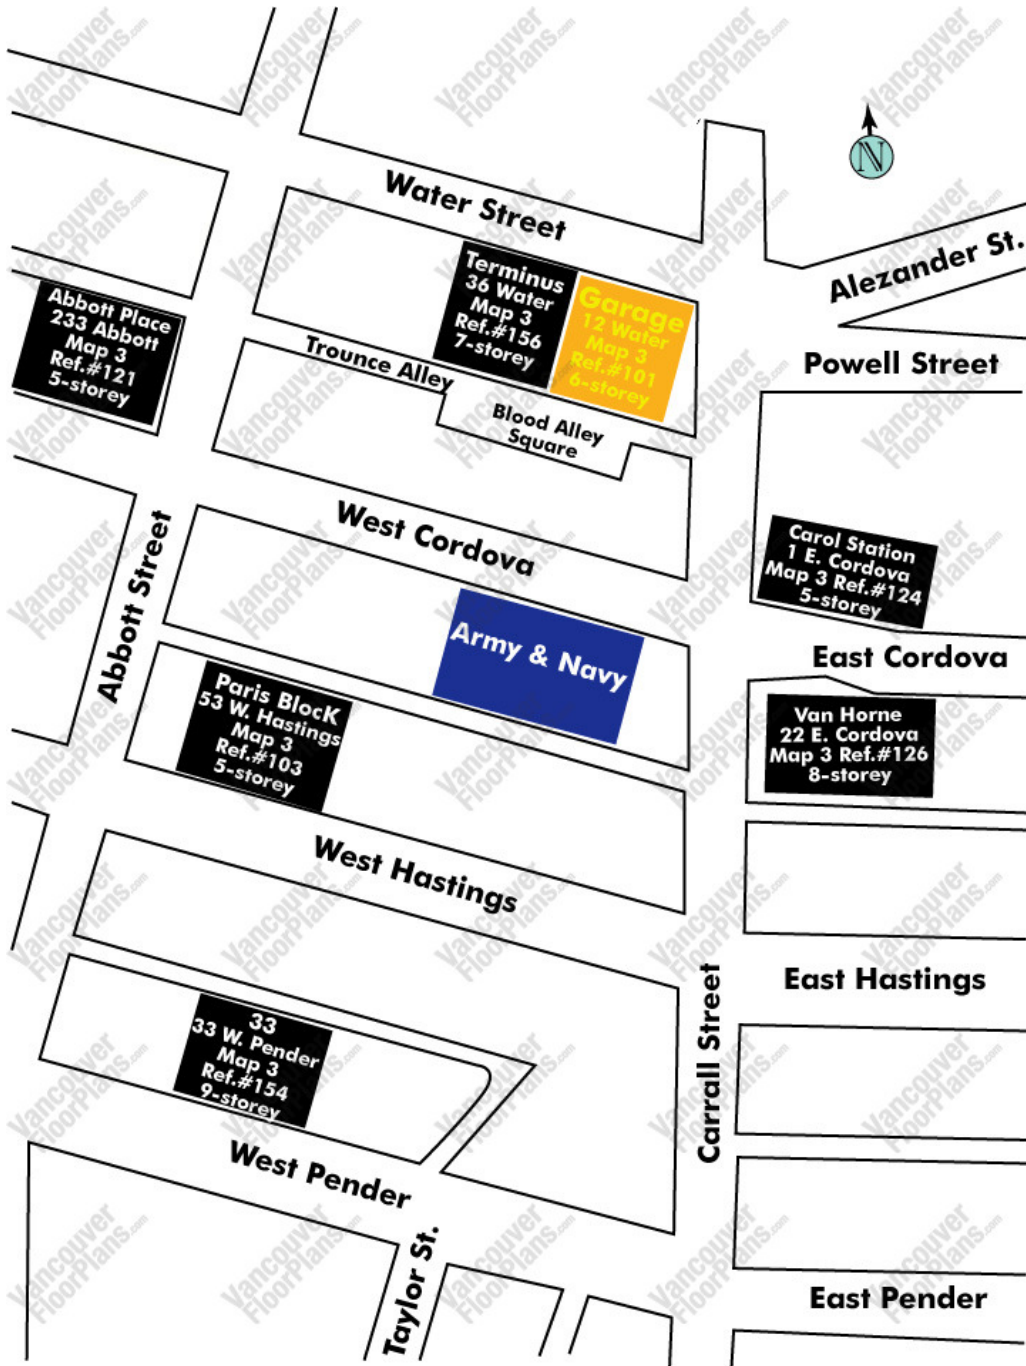 Water Street
N
Alezander St.
Terminus
36 Water
Map 3
Ref.#156
7-storey
Garage
12 Water
Map 3
Ref.#101
6-storey
Abbott Place
233 Abbott
Map 3
Ref.#121
5-storey
Trounce Alley
Powell Street
Blood Alley
Square
West Cordova
Carol Station
1 E. Cordova
Map 3 Ref.#124
5-storey
Abbott Street
Army & Navy
East Cordova
Paris BlocK
53 W. Hastings
Map 3
Ref.#103
5-storey
Van Horne
22 E. Cordova
Map 3 Ref.#126
8-storey
West Hastings
East Hastings
33
33 W. Pender
Map 3
Ref.#154
9-storey
Carrall Street
West Pender
Taylor St.
East Pender
Vancouver
FloorPlans.com